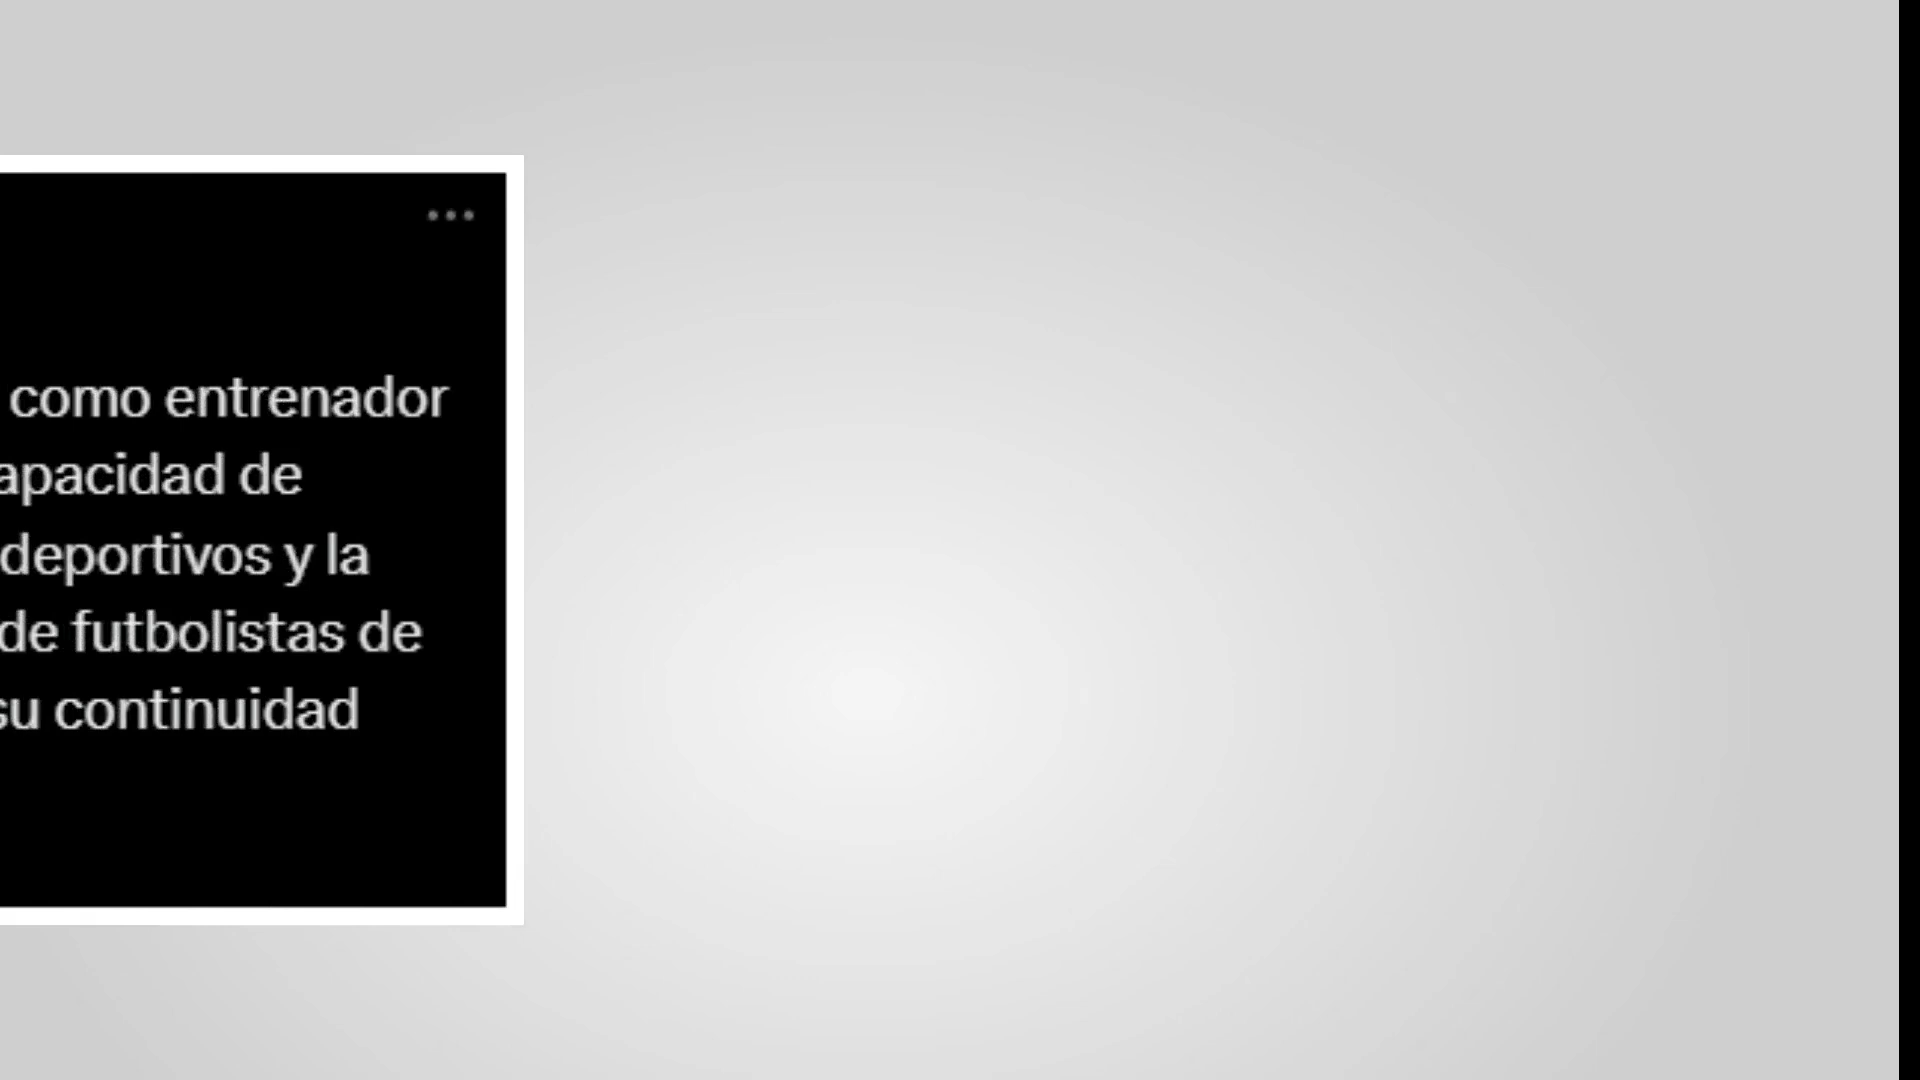 como entrenador
apacidad de
deportivos y la
de futbolistas de
su continuidad